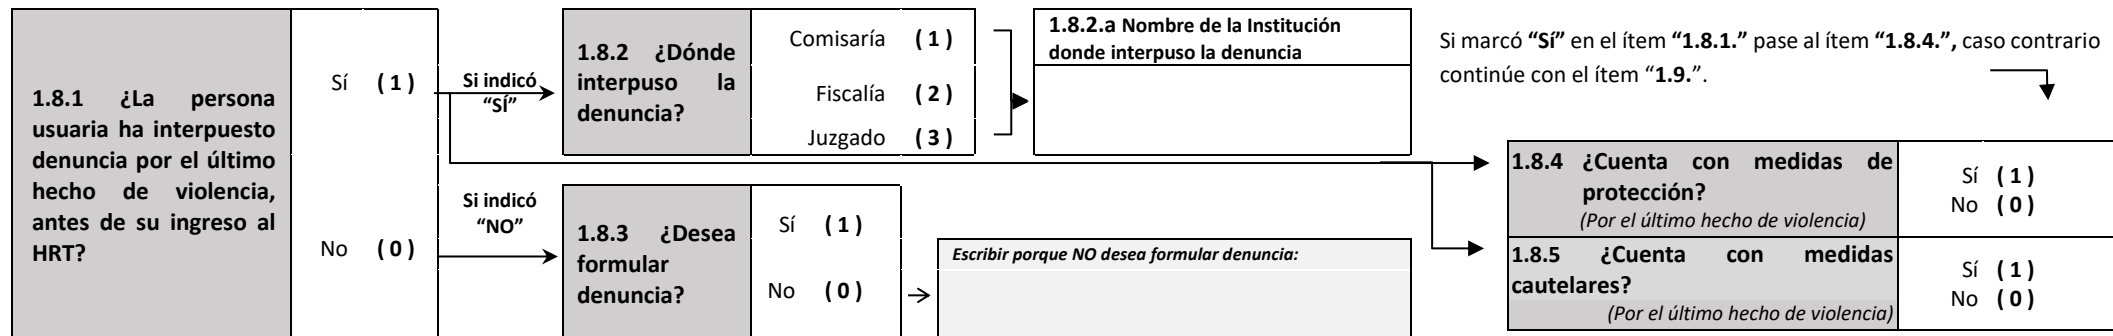 1.8.1 ¿La persona
usuaria ha interpuesto
denuncia por el último
hecho de violencia,
antes de su ingreso al
HRT?
Sí ( 1 )
No ( 0 )
Si indicó
“SÍ”
1.8.2 ¿Dónde
interpuso la
denuncia?
Comisaría ( 1 )
Fiscalía ( 2 )
Juzgado ( 3 )
1.8.2.a Nombre de la Institución
donde interpuso la denuncia
Si indicó
“NO”
1.8.3 ¿Desea
formular
denuncia?
Sí ( 1 )
No ( 0 )
Escribir porque NO desea formular denuncia:
Si marcó “Sí” en el ítem “1.8.1.” pase al ítem “1.8.4.”, caso contrario
continúe con el ítem “1.9.”.
1.8.4 ¿Cuenta con medidas de
protección?
(Por el último hecho de violencia)
Sí ( 1 )
No ( 0 )
1.8.5 ¿Cuenta con medidas
cautelares?
(Por el último hecho de violencia)
Sí ( 1 )
No ( 0 )